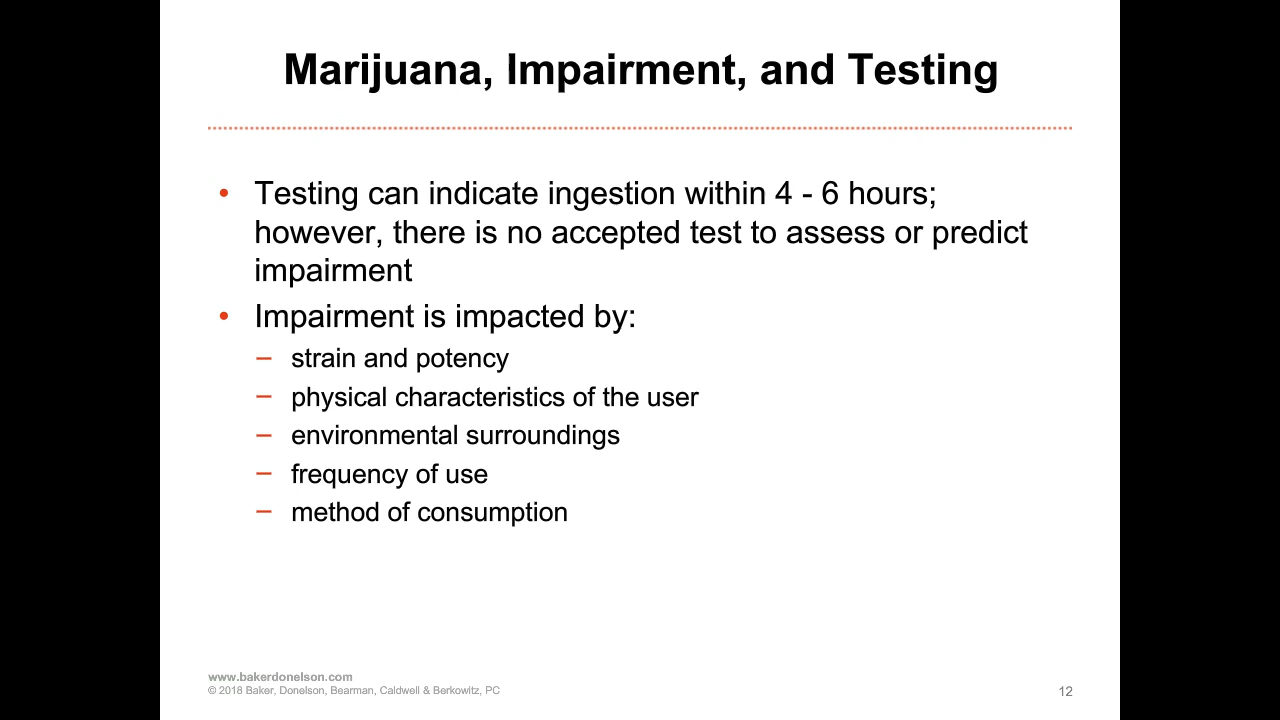 Marijuana, Impairment, and Testing
• Testing can indicate ingestion within 4 - 6 hours;
however, there is no accepted test to assess or predict
impairment
• Impairment is impacted by:
– strain and potency
– physical characteristics of the user
– environmental surroundings
– frequency of use
– method of consumption
www.bakerdonelson.com
© 2018 Baker, Donelson, Bearman, Caldwell & Berkowitz, PC
12